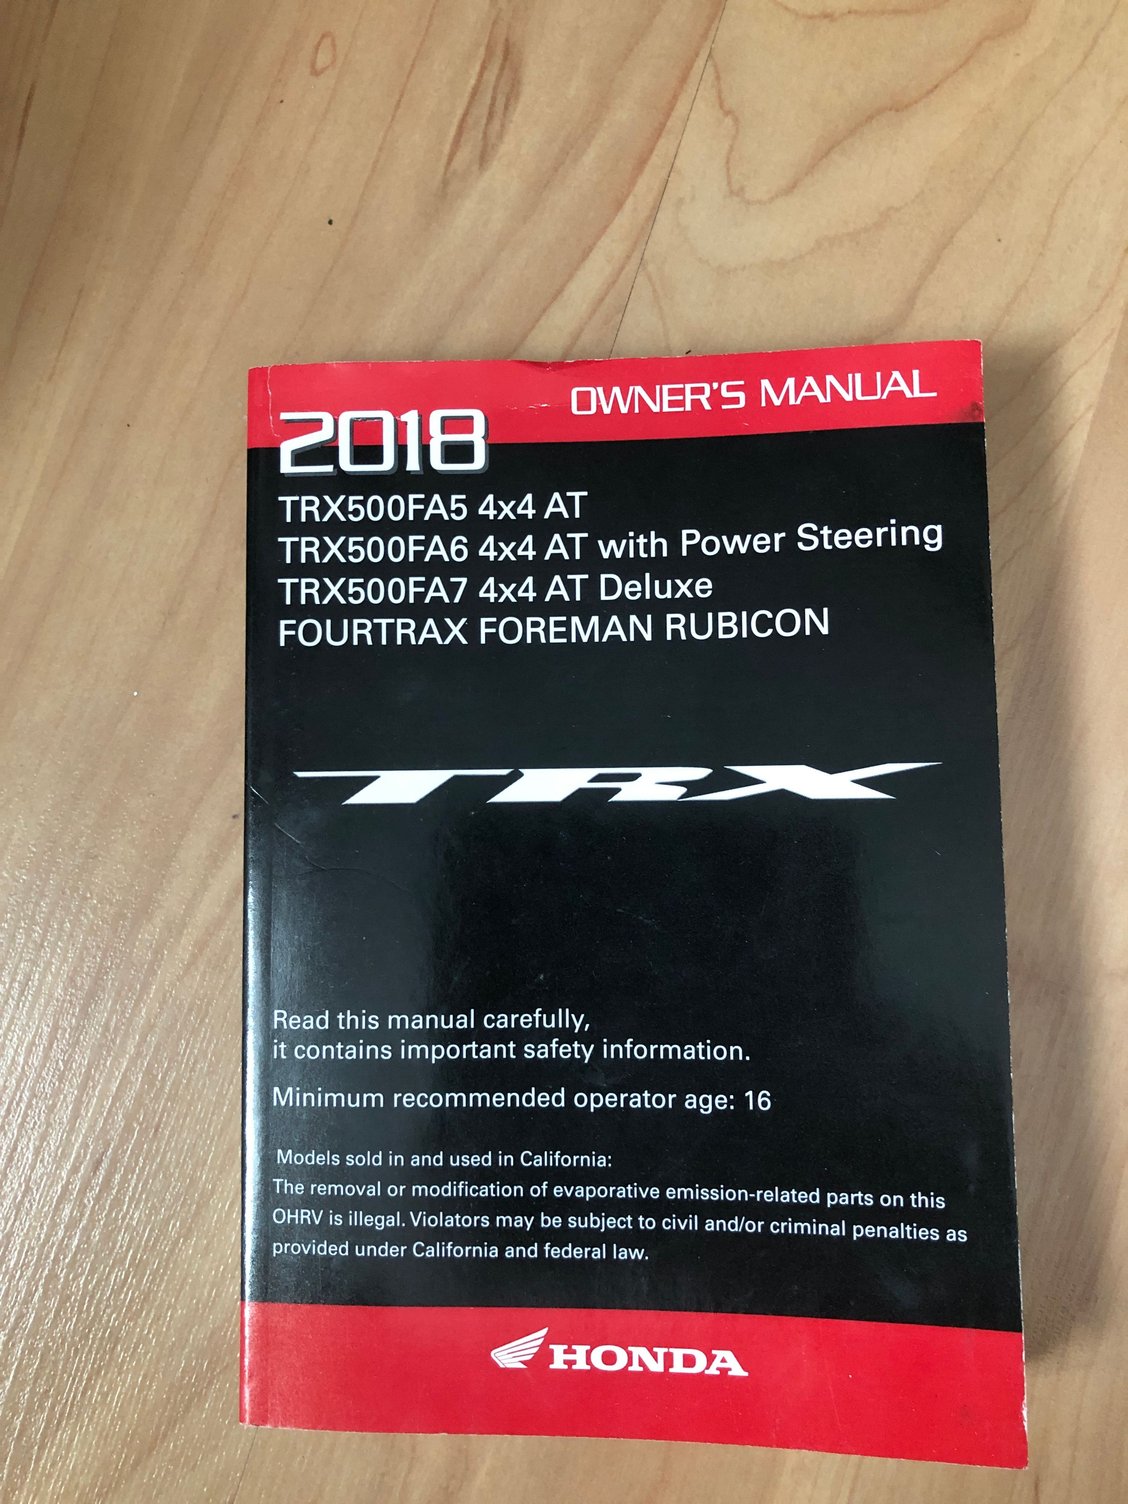 OWNER'S MANUAL
2018
TRX500FA5 4x4 AT
TRX500FA6 4x4 AT with Power Steering
TRX500FA7 4x4 AT Deluxe
FOURTRAX FOREMAN RUBICON
TRX
Read this manual carefully,
it contains important safety information.
Minimum recommended operator age: 16
Models sold in and used in California:
The removal or modification of evaporative emission-related parts on this
OHRV is illegal. Violators may be subject to civil and/or criminal penalties as
provided under California and federal law.
HONDA